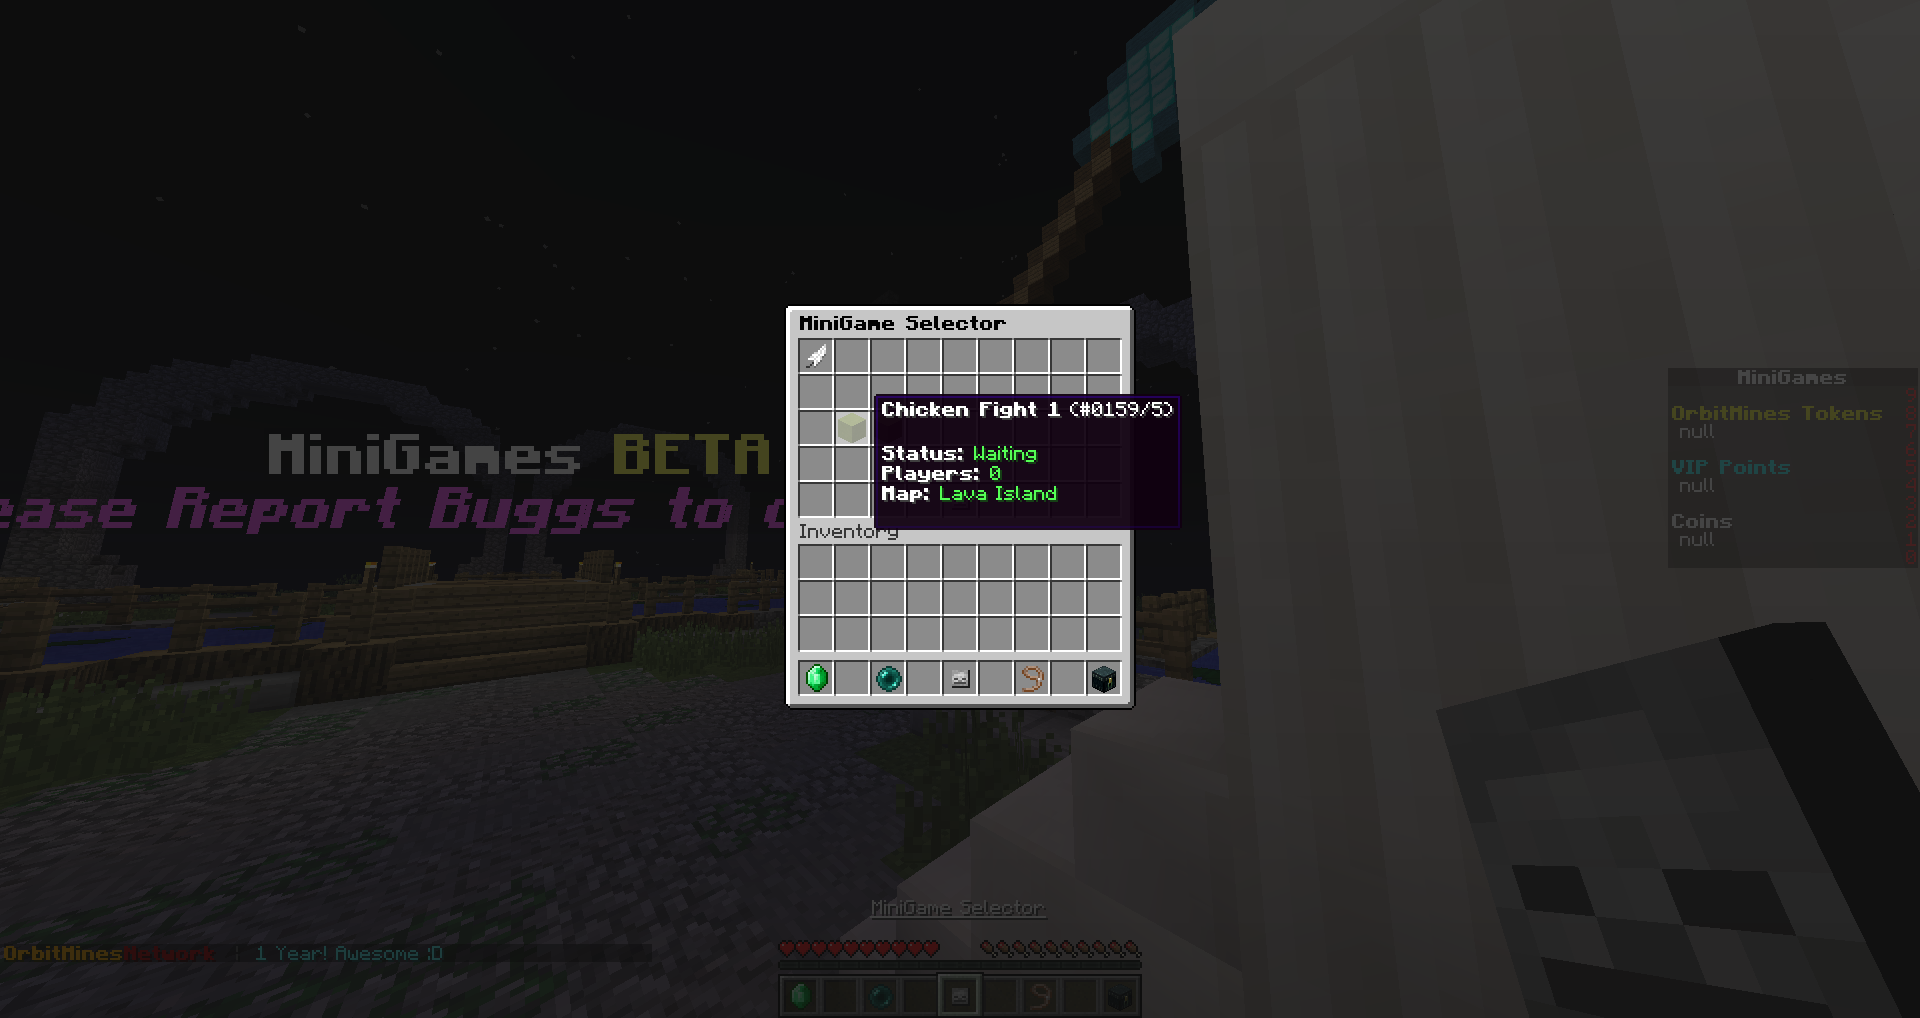 MiniGame Selector
Chicken Fight 1 (#0159/5)
Status: Waiting
Players: 0
Map: Lava Island
Inventory
MiniGames BETA
ease Report Buggs to
MiniGames
OrbitMines Tokens
null
VIP Points
null
Coins
null
MiniGame Selector
OrbitMinesNetwork | 1 Year! Awesome :D